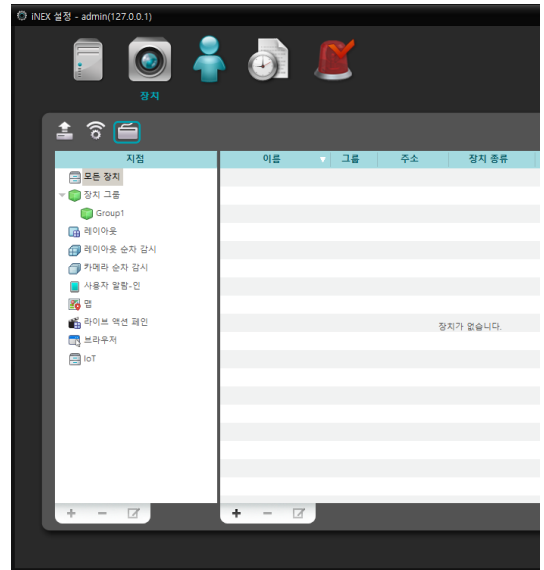 iNEX 설정 - admin(127.0.0.1)
장치
지점
이름 그룹 주소 장치 종류
모든 장치
장치 그룹
Group1
레이아웃
레이아웃 순차 감시
카메라 순차 감시
사용자 알람-인
맵
라이브 액션 페인
브라우저
IoT
장치가 없습니다.